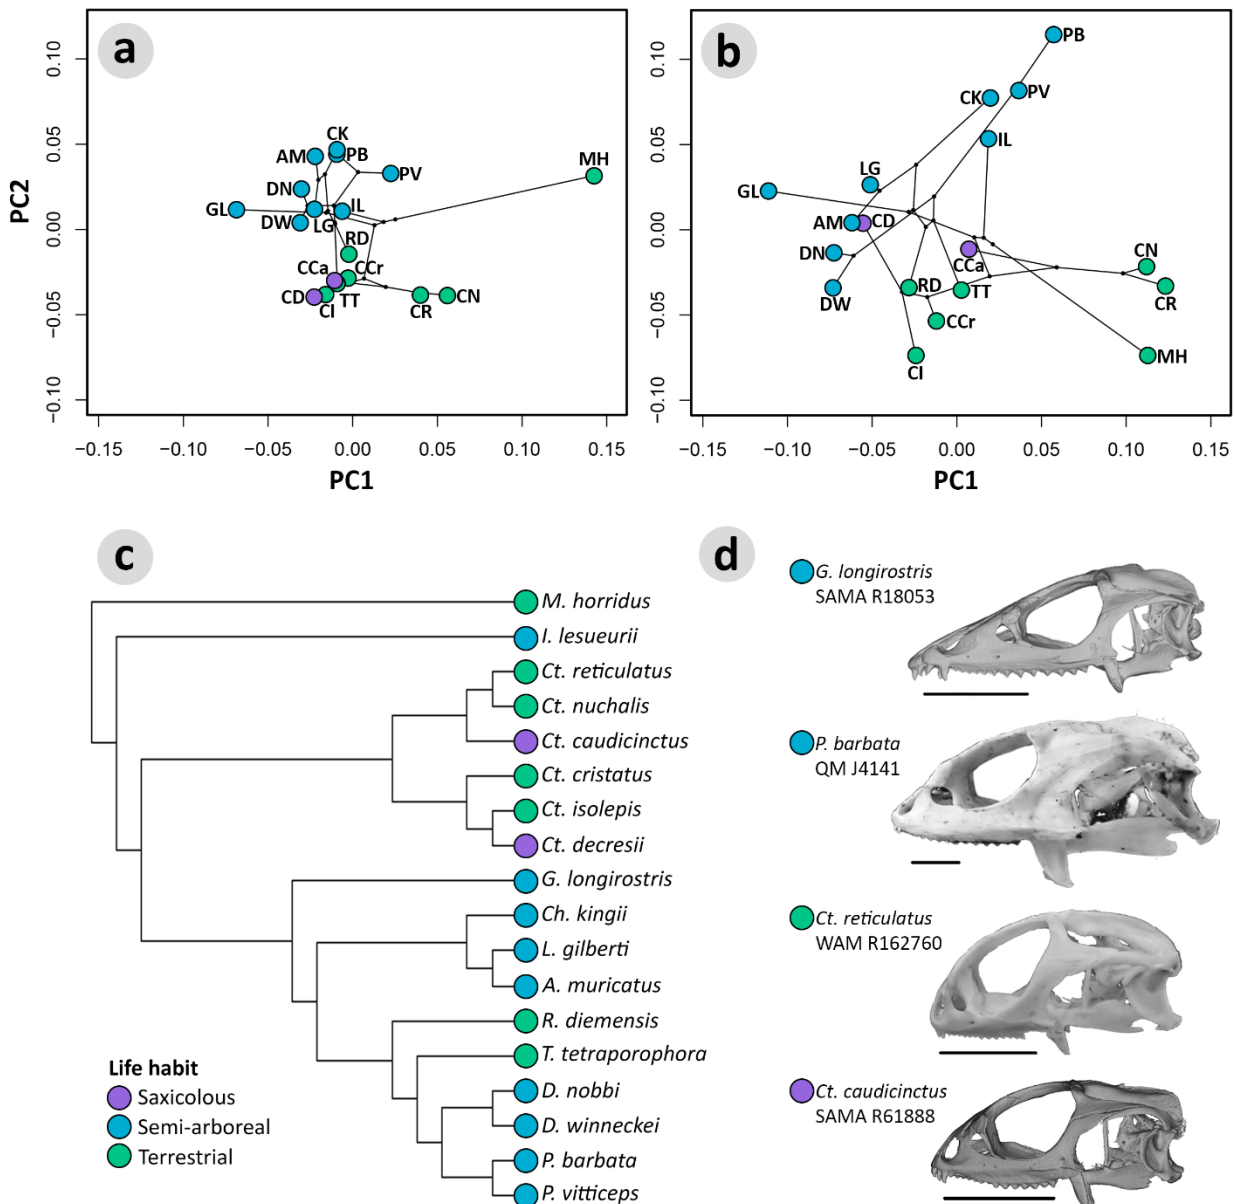 a
PC2
0.10
0.05
0.00
−0.05
−0.10
CK
AM
PB
PV
MH
DN
GL
DW
LG
IL
RD
CCa
CCr
CD
CI
TT
CR
CN
−0.15
−0.10
−0.05
0.00
0.05
0.10
0.15
PC1
b
0.10
0.05
0.00
−0.05
−0.10
PB
PV
CK
IL
LG
GL
AM
CD
DN
DW
CCa
CN
CR
RD
TT
CCr
CI
MH
−0.15
−0.10
−0.05
0.00
0.05
0.10
0.15
PC1
c
M. horridus
I. lesueurii
Ct. reticulatus
Ct. nuchalis
Ct. caudicinctus
Ct. cristatus
Ct. isolepis
Ct. decresii
G. longirostris
Ch. kingii
L. gilberti
A. muricatus
R. diemensis
T. tetraporophora
D. nobbi
D. winneckei
P. barbata
P. vitticeps
Life habit
Saxicolous
Semi-arboreal
Terrestrial
d
G. longirostris
SAMA R18053
P. barbata
QM J4141
Ct. reticulatus
WAM R162760
Ct. caudicinctus
SAMA R61888